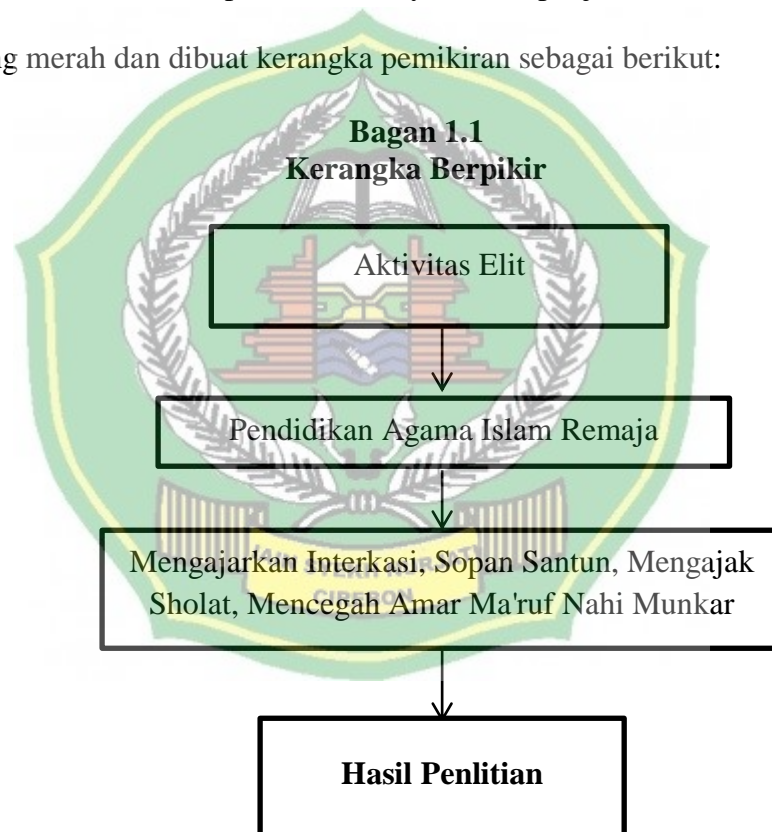 g merah dan dibuat kerangka pemikiran sebagai berikut:
Bagan 1.1
Kerangka Berpikir
Aktivitas Elit
Pendidikan Agama Islam Remaja
Mengajarkan Interkasi, Sopan Santun, Mengajak
Sholat, Mencegah Amar Ma'ruf Nahi Munkar
CIREBON
Hasil Penlitian